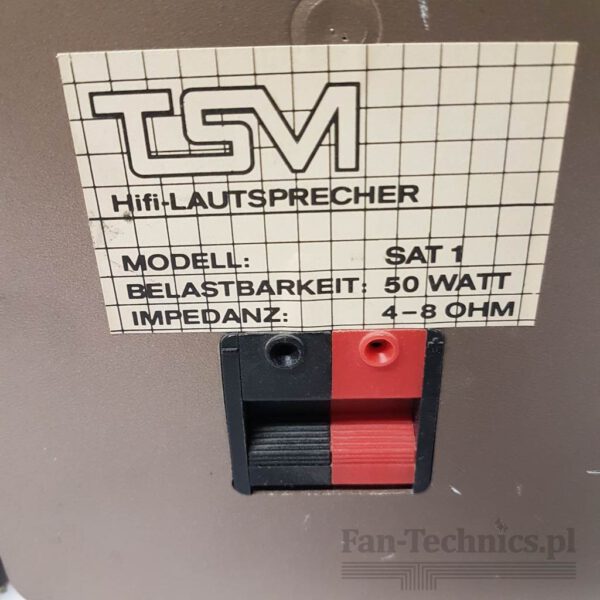 TSM
Hifi-LAUTSPRECHER
MODELL: SAT 1
BELASTBARKEIT: 50 WATT
IMPEDANZ: 4-8 OHM
- +
Fan-Technics.pl